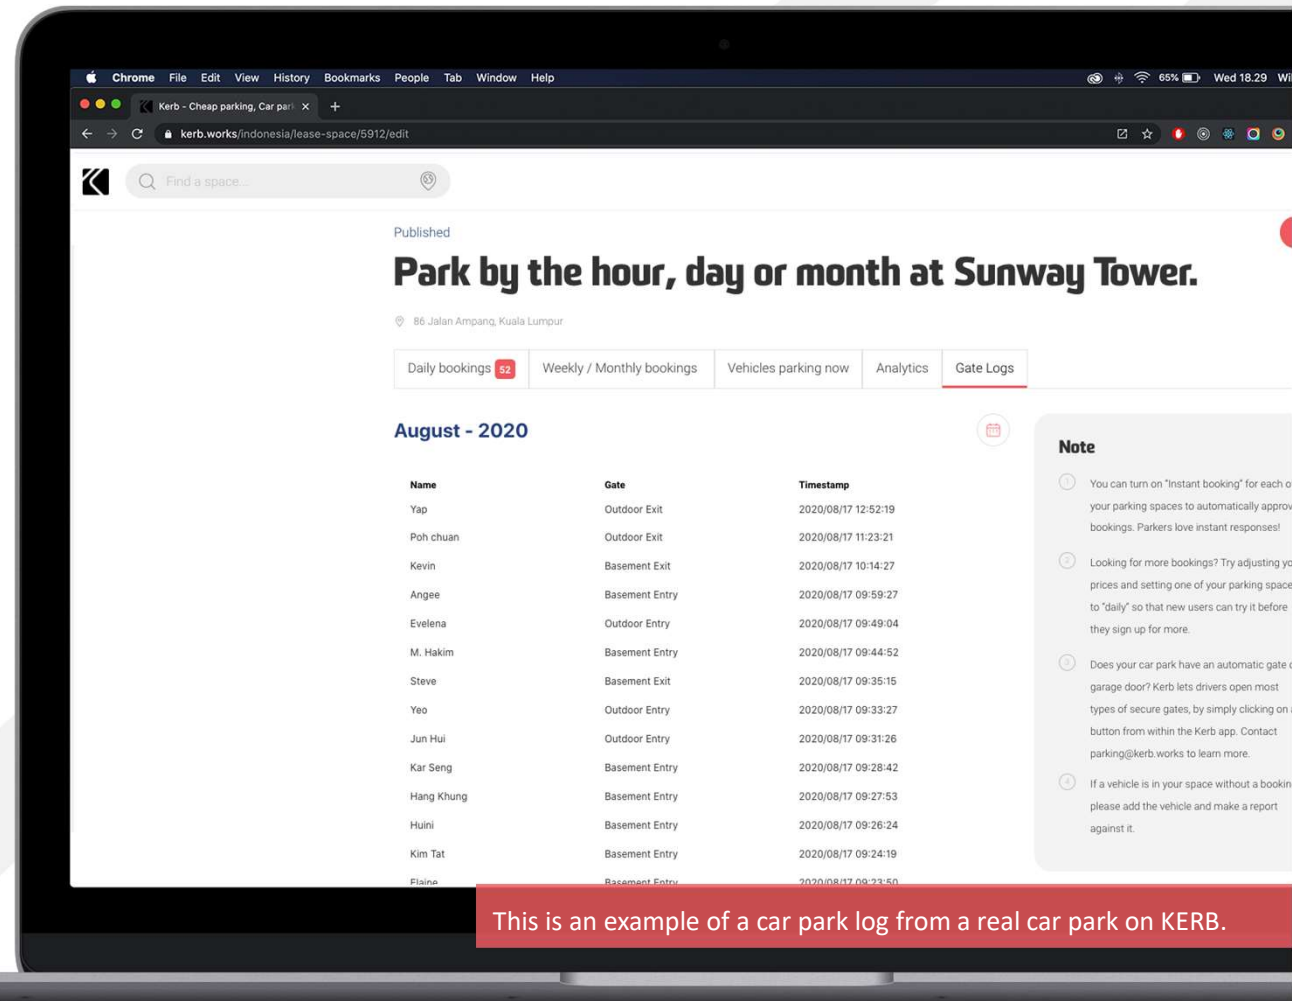 Chrome File Edit View History Bookmarks People Tab Window Help 65% Wed 18.29
Kerb - Cheap parking, Car par
kerb.works/indonesia/lease-space/5912/edit
Find a space...
Published
Park by the hour, day or month at Sunway Tower.
86 Jalan Ampang, Kuala Lumpur
Daily bookings 52 Weekly / Monthly bookings Vehicles parking now Analytics Gate Logs
August - 2020
Name Gate Timestamp
Yap Outdoor Exit 2020/08/17 12:52:19
Poh chuan Outdoor Exit 2020/08/17 11:23:21
Kevin Basement Exit 2020/08/17 10:14:27
Angee Basement Entry 2020/08/17 09:59:27
Evelena Outdoor Entry 2020/08/17 09:49:04
M. Hakim Basement Entry 2020/08/17 09:44:52
Steve Basement Exit 2020/08/17 09:35:15
Yeo Outdoor Entry 2020/08/17 09:33:27
Jun Hui Outdoor Entry 2020/08/17 09:31:26
Kar Seng Basement Entry 2020/08/17 09:28:42
Hang Khung Basement Entry 2020/08/17 09:27:53
Huini Basement Entry 2020/08/17 09:26:24
Kim Tat Basement Entry 2020/08/17 09:24:19
Elaine Basement Entry 2020/08/17 09:23:50
Note
1 You can turn on "Instant booking" for each
your parking spaces to automatically
bookings. Parkers love instant responses!
2 Looking for more bookings? Try adjusting
prices and setting one of your parking
to "daily" so that new users can try it before
they sign up for more.
3 Does your car park have an automatic gate
garage door? Kerb lets drivers open most
types of secure gates, by simply clicking on
button from within the Kerb app. Contact
parking@kerb.works to learn more.
4 If a vehicle is in your space without a
please add the vehicle and make a report
against it.
This is an example of a car park log from a real car park on KERB.